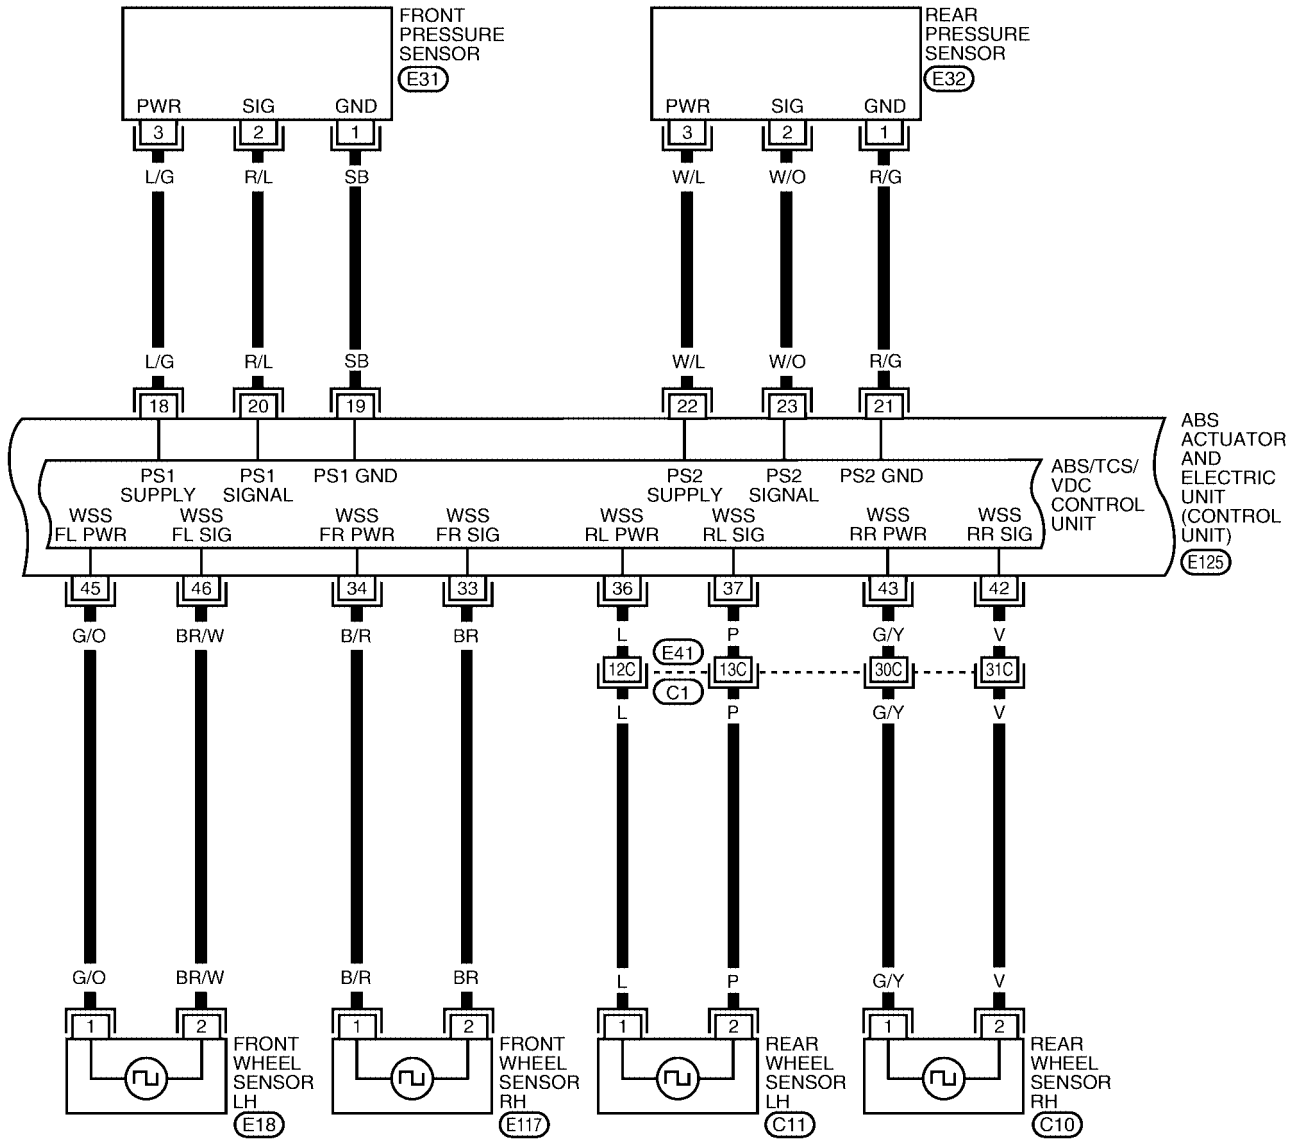 FRONT
PRESSURE
SENSOR
E31
REAR
PRESSURE
SENSOR
E32
PWR SIG GND
PWR SIG GND
3 2 1
3 2 1
L/G R/L SB
W/L W/O R/G
L/G R/L SB
W/L W/O R/G
18 20 19
22 23 21
ABS
ACTUATOR
AND
ELECTRIC
UNIT
(CONTROL
UNIT)
E125
ABS/TCS/
VDC
CONTROL
UNIT
PS1
SUPPLY
PS1
SIGNAL
PS1 GND
PS2
SUPPLY
PS2
SIGNAL
PS2 GND
WSS
FL PWR
WSS
FL SIG
WSS
FR PWR
WSS
FR SIG
WSS
RL PWR
WSS
RL SIG
WSS
RR PWR
WSS
RR SIG
45 46 34 33 36 37 43 42
G/O BR/W B/R BR L P G/Y V
E41
12C 13C 30C 31C
C1
L P G/Y V
G/O BR/W B/R BR L P G/Y V
1 2 1 2 1 2 1 2
FRONT
WHEEL
SENSOR
LH
E18
FRONT
WHEEL
SENSOR
RH
E117
REAR
WHEEL
SENSOR
LH
C11
REAR
WHEEL
SENSOR
RH
C10